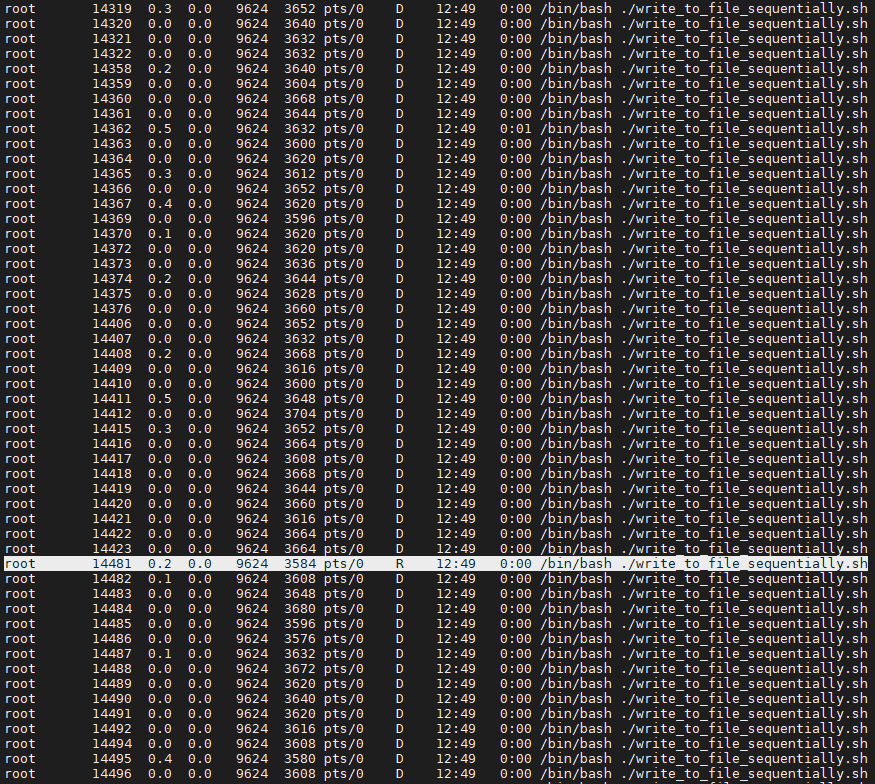 root 14319 0.3 0.0 9624 3652 pts/0 D 12:49 0:00 /bin/bash ./write_to_file_sequentially.sh
root 14320 0.0 0.0 9624 3640 pts/0 D 12:49 0:00 /bin/bash ./write_to_file_sequentially.sh
root 14321 0.0 0.0 9624 3632 pts/0 D 12:49 0:00 /bin/bash ./write_to_file_sequentially.sh
root 14322 0.0 0.0 9624 3632 pts/0 D 12:49 0:00 /bin/bash ./write_to_file_sequentially.sh
root 14358 0.2 0.0 9624 3640 pts/0 D 12:49 0:00 /bin/bash ./write_to_file_sequentially.sh
root 14359 0.0 0.0 9624 3604 pts/0 D 12:49 0:00 /bin/bash ./write_to_file_sequentially.sh
root 14360 0.0 0.0 9624 3668 pts/0 D 12:49 0:00 /bin/bash ./write_to_file_sequentially.sh
root 14361 0.0 0.0 9624 3644 pts/0 D 12:49 0:00 /bin/bash ./write_to_file_sequentially.sh
root 14362 0.5 0.0 9624 3632 pts/0 D 12:49 0:01 /bin/bash ./write_to_file_sequentially.sh
root 14363 0.0 0.0 9624 3600 pts/0 D 12:49 0:00 /bin/bash ./write_to_file_sequentially.sh
root 14364 0.0 0.0 9624 3620 pts/0 D 12:49 0:00 /bin/bash ./write_to_file_sequentially.sh
root 14365 0.3 0.0 9624 3612 pts/0 D 12:49 0:00 /bin/bash ./write_to_file_sequentially.sh
root 14366 0.0 0.0 9624 3652 pts/0 D 12:49 0:00 /bin/bash ./write_to_file_sequentially.sh
root 14367 0.4 0.0 9624 3620 pts/0 D 12:49 0:00 /bin/bash ./write_to_file_sequentially.sh
root 14369 0.0 0.0 9624 3596 pts/0 D 12:49 0:00 /bin/bash ./write_to_file_sequentially.sh
root 14370 0.1 0.0 9624 3620 pts/0 D 12:49 0:00 /bin/bash ./write_to_file_sequentially.sh
root 14372 0.0 0.0 9624 3620 pts/0 D 12:49 0:00 /bin/bash ./write_to_file_sequentially.sh
root 14373 0.0 0.0 9624 3636 pts/0 D 12:49 0:00 /bin/bash ./write_to_file_sequentially.sh
root 14374 0.2 0.0 9624 3644 pts/0 D 12:49 0:00 /bin/bash ./write_to_file_sequentially.sh
root 14375 0.0 0.0 9624 3628 pts/0 D 12:49 0:00 /bin/bash ./write_to_file_sequentially.sh
root 14376 0.0 0.0 9624 3660 pts/0 D 12:49 0:00 /bin/bash ./write_to_file_sequentially.sh
root 14406 0.0 0.0 9624 3652 pts/0 D 12:49 0:00 /bin/bash ./write_to_file_sequentially.sh
root 14407 0.0 0.0 9624 3632 pts/0 D 12:49 0:00 /bin/bash ./write_to_file_sequentially.sh
root 14408 0.2 0.0 9624 3668 pts/0 D 12:49 0:00 /bin/bash ./write_to_file_sequentially.sh
root 14409 0.0 0.0 9624 3616 pts/0 D 12:49 0:00 /bin/bash ./write_to_file_sequentially.sh
root 14410 0.0 0.0 9624 3600 pts/0 D 12:49 0:00 /bin/bash ./write_to_file_sequentially.sh
root 14411 0.5 0.0 9624 3648 pts/0 D 12:49 0:00 /bin/bash ./write_to_file_sequentially.sh
root 14412 0.0 0.0 9624 3704 pts/0 D 12:49 0:00 /bin/bash ./write_to_file_sequentially.sh
root 14415 0.3 0.0 9624 3652 pts/0 D 12:49 0:00 /bin/bash ./write_to_file_sequentially.sh
root 14416 0.0 0.0 9624 3664 pts/0 D 12:49 0:00 /bin/bash ./write_to_file_sequentially.sh
root 14417 0.0 0.0 9624 3608 pts/0 D 12:49 0:00 /bin/bash ./write_to_file_sequentially.sh
root 14418 0.0 0.0 9624 3668 pts/0 D 12:49 0:00 /bin/bash ./write_to_file_sequentially.sh
root 14419 0.0 0.0 9624 3644 pts/0 D 12:49 0:00 /bin/bash ./write_to_file_sequentially.sh
root 14420 0.0 0.0 9624 3660 pts/0 D 12:49 0:00 /bin/bash ./write_to_file_sequentially.sh
root 14421 0.0 0.0 9624 3616 pts/0 D 12:49 0:00 /bin/bash ./write_to_file_sequentially.sh
root 14422 0.0 0.0 9624 3664 pts/0 D 12:49 0:00 /bin/bash ./write_to_file_sequentially.sh
root 14423 0.0 0.0 9624 3664 pts/0 D 12:49 0:00 /bin/bash ./write_to_file_sequentially.sh
root 14481 0.2 0.0 9624 3584 pts/0 R 12:49 0:00 /bin/bash ./write_to_file_sequentially.sh
root 14482 0.1 0.0 9624 3608 pts/0 D 12:49 0:00 /bin/bash ./write_to_file_sequentially.sh
root 14483 0.0 0.0 9624 3648 pts/0 D 12:49 0:00 /bin/bash ./write_to_file_sequentially.sh
root 14484 0.0 0.0 9624 3680 pts/0 D 12:49 0:00 /bin/bash ./write_to_file_sequentially.sh
root 14485 0.0 0.0 9624 3596 pts/0 D 12:49 0:00 /bin/bash ./write_to_file_sequentially.sh
root 14486 0.0 0.0 9624 3576 pts/0 D 12:49 0:00 /bin/bash ./write_to_file_sequentially.sh
root 14487 0.1 0.0 9624 3632 pts/0 D 12:49 0:00 /bin/bash ./write_to_file_sequentially.sh
root 14488 0.0 0.0 9624 3672 pts/0 D 12:49 0:00 /bin/bash ./write_to_file_sequentially.sh
root 14489 0.0 0.0 9624 3620 pts/0 D 12:49 0:00 /bin/bash ./write_to_file_sequentially.sh
root 14490 0.0 0.0 9624 3640 pts/0 D 12:49 0:00 /bin/bash ./write_to_file_sequentially.sh
root 14491 0.0 0.0 9624 3620 pts/0 D 12:49 0:00 /bin/bash ./write_to_file_sequentially.sh
root 14492 0.0 0.0 9624 3616 pts/0 D 12:49 0:00 /bin/bash ./write_to_file_sequentially.sh
root 14494 0.0 0.0 9624 3608 pts/0 D 12:49 0:00 /bin/bash ./write_to_file_sequentially.sh
root 14495 0.4 0.0 9624 3580 pts/0 D 12:49 0:00 /bin/bash ./write_to_file_sequentially.sh
root 14496 0.0 0.0 9624 3608 pts/0 D 12:49 0:00 /bin/bash ./write_to_file_sequentially.sh